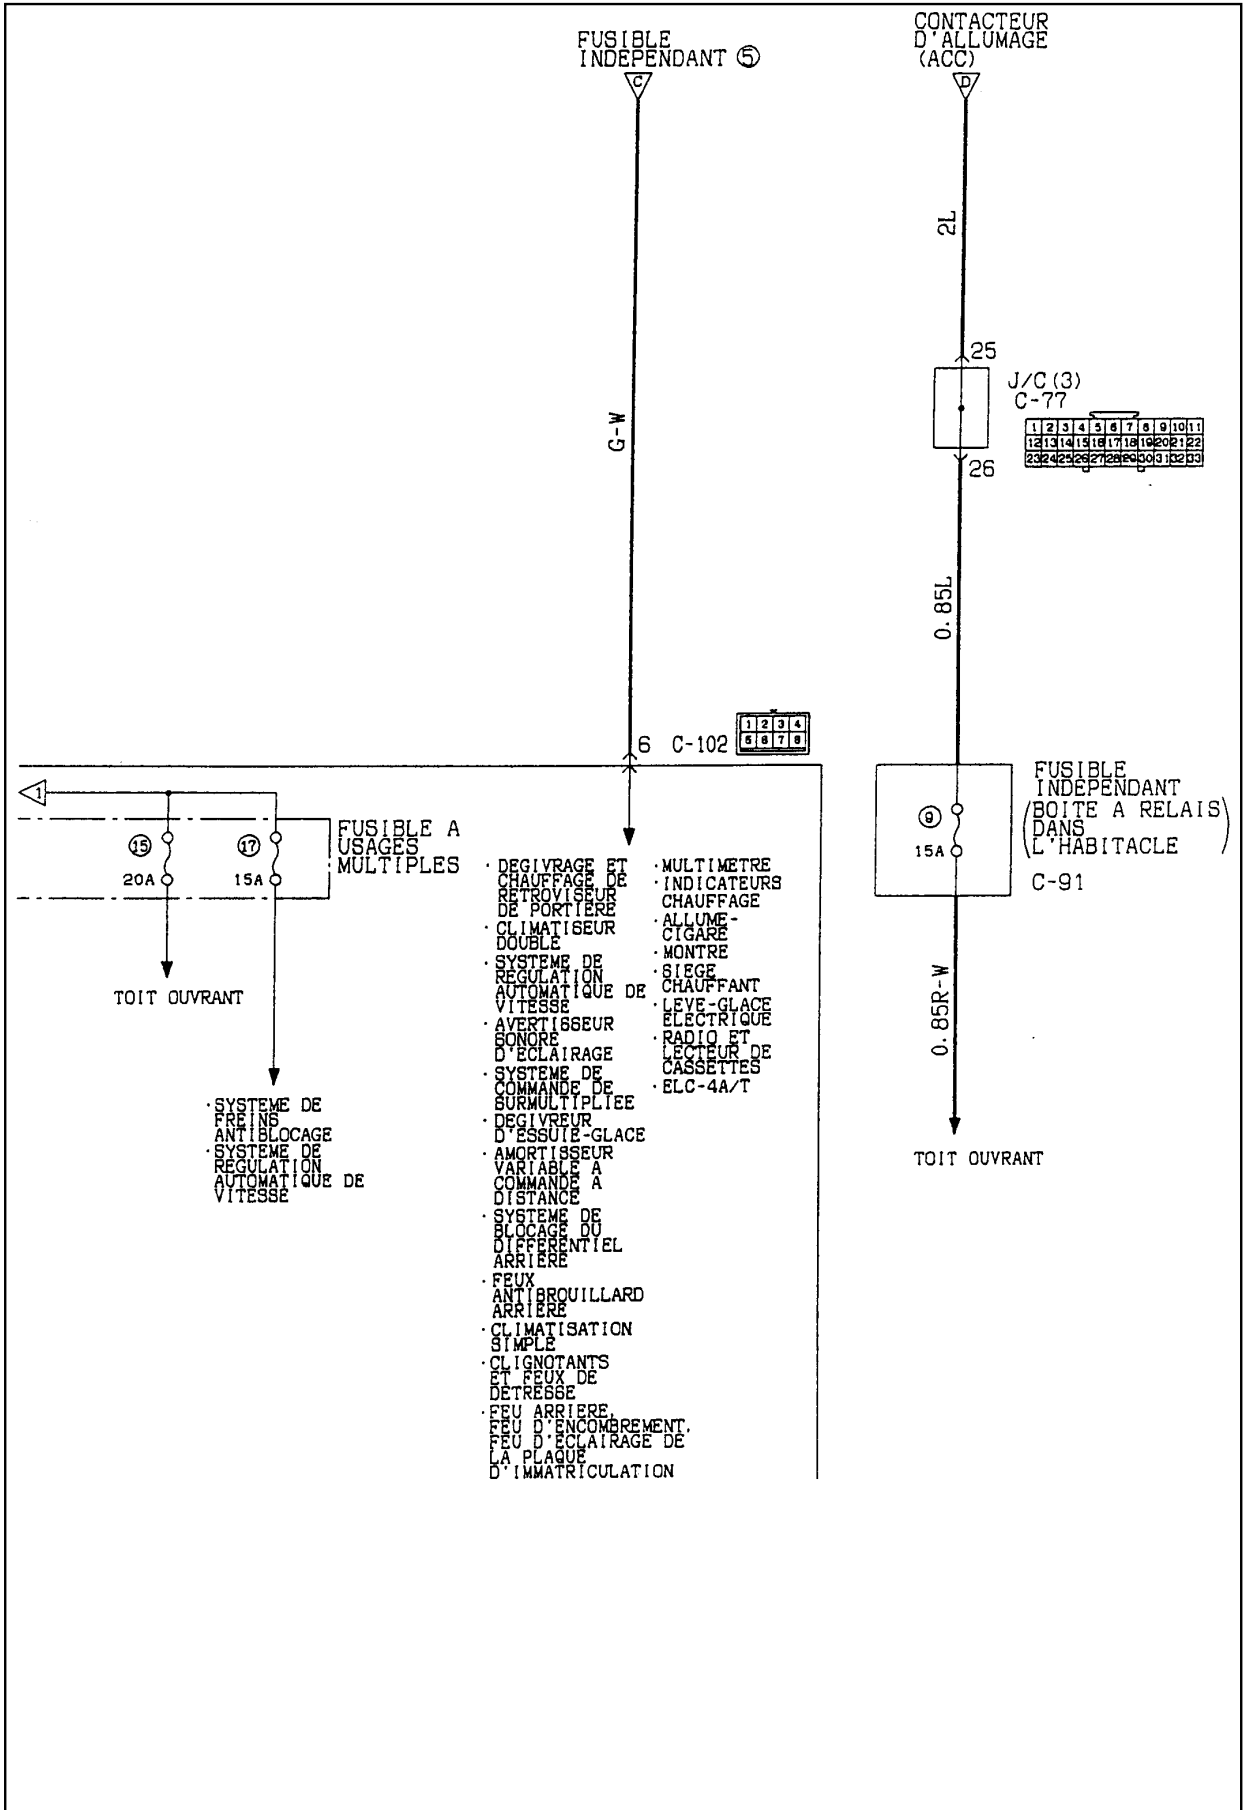 FUSIBLE
INDEPENDANT ⑤
C
CONTACTEUR
D'ALLUMAGE
(ACC)
D
2L
25
J/C (3)
C-77
1 2 3 4 5 6 7 8 9 10 11
12 13 14 15 16 17 18 19 20 21 22
23 24 25 26 27 28 29 30 31 32 33
26
G-W
0.85L
6 C-102
1 2 3 4
5 6 7 8
1
⑮
20A
⑰
15A
FUSIBLE A
USAGES
MULTIPLES
TOIT OUVRANT
·SYSTEME DE
FREINS
ANTIBLOCAGE
·SYSTEME DE
REGULATION
AUTOMATIQUE DE
VITESSE
·DEGIVRAGE ET
CHAUFFAGE DE
RETROVISEUR
DE PORTIERE
·CLIMATISEUR
DOUBLE
·SYSTEME DE
REGULATION
AUTOMATIQUE DE
VITESSE
·AVERTISSEUR
SONORE
D'ECLAIRAGE
·SYSTEME DE
COMMANDE DE
SURMULTIPLIEE
·DEGIVREUR
D'ESSUIE-GLACE
·AMORTISSEUR
VARIABLE A
COMMANDE A
DISTANCE
·SYSTEME DE
BLOCAGE DU
DIFFERENTIEL
ARRIERE
·FEUX
ANTIBROUILLARD
ARRIERE
·CLIMATISATION
SIMPLE
·CLIGNOTANTS
ET FEUX DE
DETRESSE
·FEU ARRIERE,
FEU D'ENCOMBREMENT,
FEU D'ECLAIRAGE DE
LA PLAQUE
D'IMMATRICULATION
·MULTIMETRE
·INDICATEURS
CHAUFFAGE
·ALLUME-
CIGARE
·MONTRE
·SIEGE
CHAUFFANT
·LEVE-GLACE
ELECTRIQUE
·RADIO ET
LECTEUR DE
CASSETTES
·ELC-4A/T
⑨
15A
FUSIBLE
INDEPENDANT
(BOITE A RELAIS
DANS
L'HABITACLE)
C-91
0.85R-W
TOIT OUVRANT